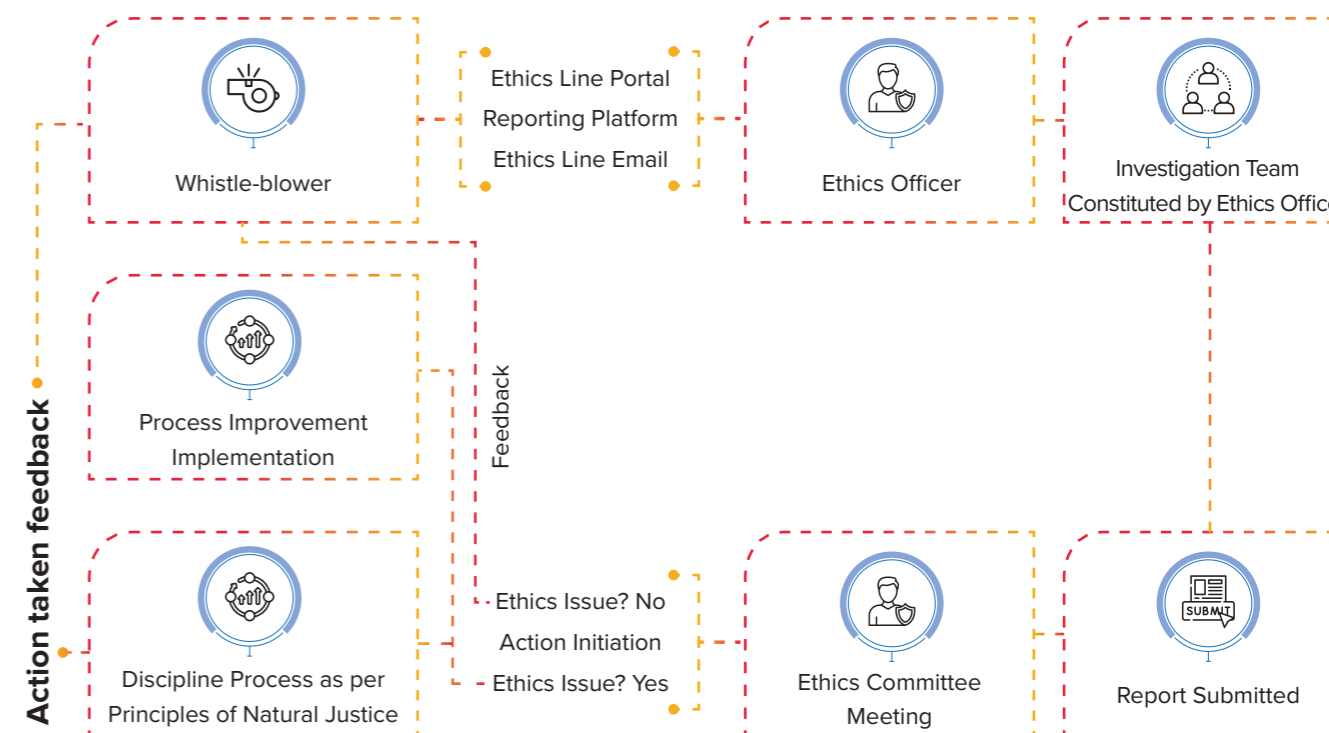 Whistle-blower
Ethics Line Portal
Reporting Platform
Ethics Line Email
Ethics Officer
Investigation Team
Constituted by Ethics
Process Improvement
Implementation
Feedback
Action taken feedback
Discipline Process as per
Principles of Natural Justice
Ethics Issue? No
Action Initiation
Ethics Issue? Yes
Ethics Committee
Meeting
SUBMIT
Report Submitted